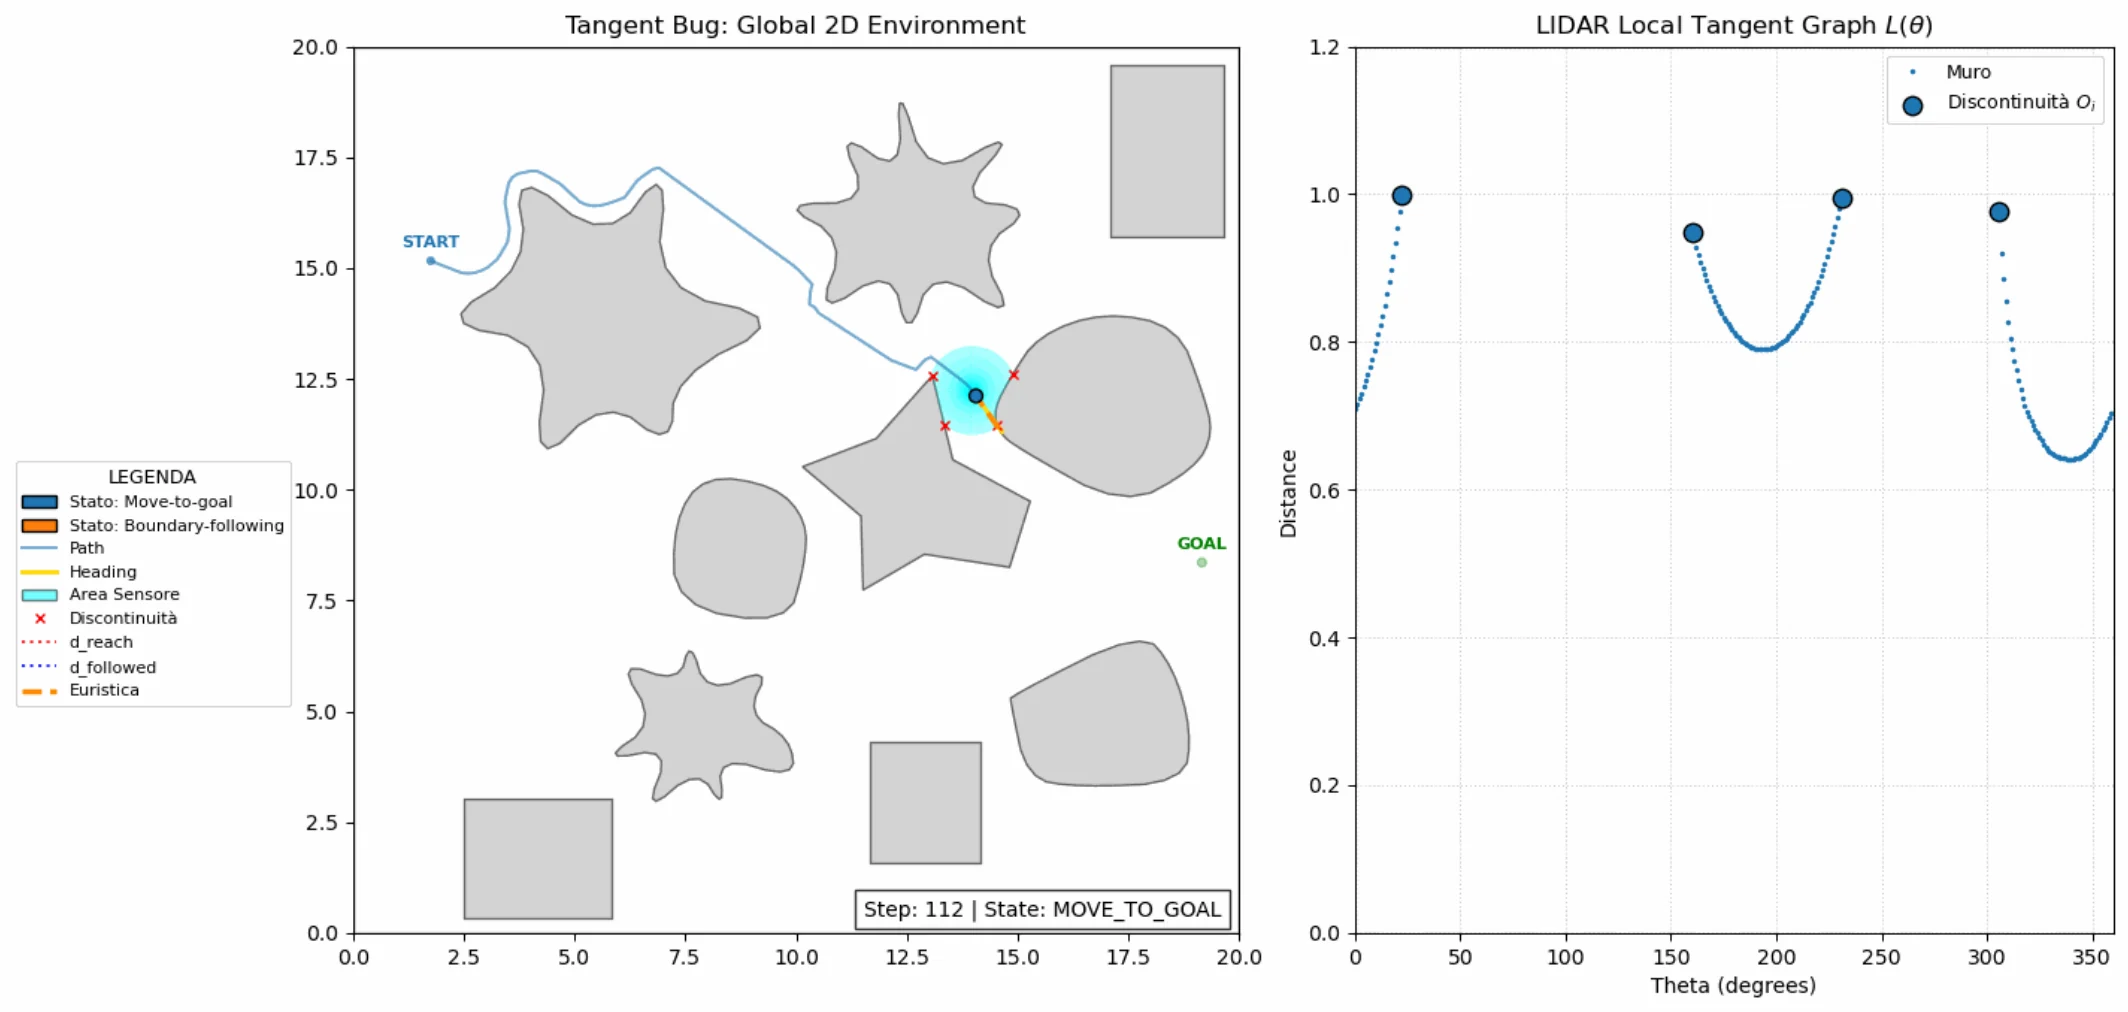 Tangent Bug: Global 2D Environment
20.0
17.5
15.0
12.5
10.0
7.5
5.0
2.5
0.0
0.0 2.5 5.0 7.5 10.0 12.5 15.0 17.5 20.0
START
GOAL
Step: 112 | State: MOVE_TO_GOAL
LEGENDA
Stato: Move-to-goal
Stato: Boundary-following
Path
Heading
Area Sensore
Discontinuità
d_reach
d_followed
Euristica
LIDAR Local Tangent Graph L(θ)
Muro
Discontinuità Oi
1.2
1.0
0.8
0.6
0.4
0.2
0.0
Distance
0 50 100 150 200 250 300 350
Theta (degrees)